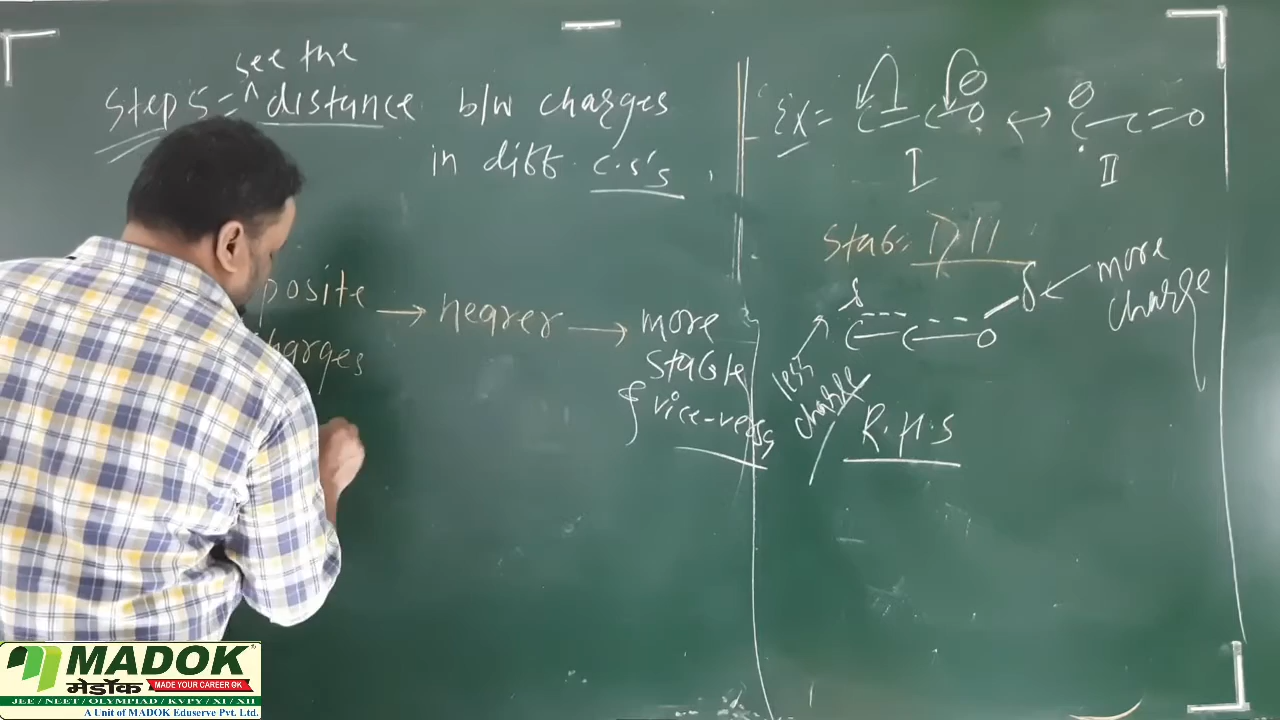 see the
Step 5 = ^ distance b/w charges
in diff. C.S's.
posite → nearer → more
harges
stable
{ vice-versa
Ex = C = C O ⊖ ↔ ⊖ C - C = O
I II
Stab = I > II
δ δ ← more
charge
C C O
less
charge
R.H.S
MADOK
मेडॉक MADE YOUR CAREER OK
JEE / NEET / OLYMPIAD / KVPY / XI / XII
A Unit of MADOK Eduserve Pvt. Ltd.